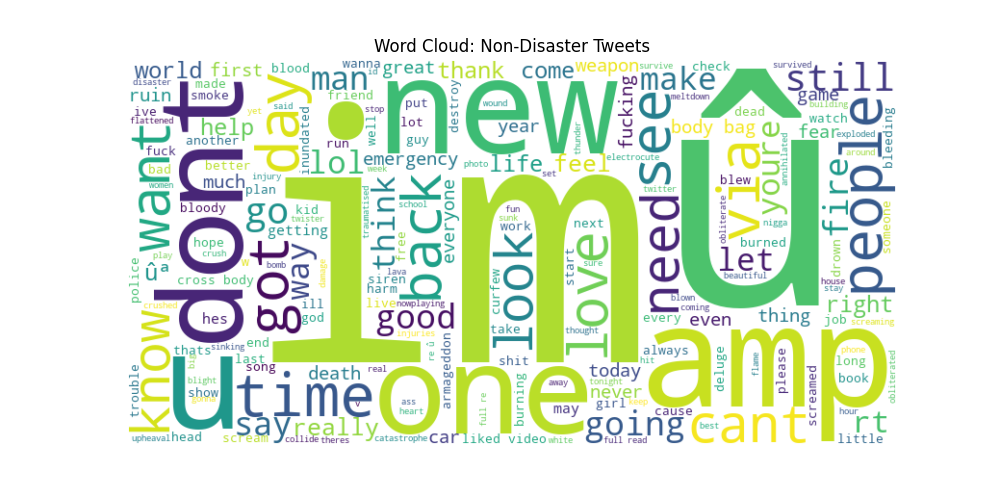 Word Cloud: Non-Disaster Tweets
im
û
new
amp
dont
one
u
time
people
see
day
want
still
man
make
need
via
back
look
love
got
go
know
cant
going
say
good
think
way
lol
let
fire
youre
really
life
feel
come
thank
great
world
first
help
right
rt
even
thing
today
never
death
car
much
ûª
emergency
everyone
year
weapon
body bag
fear
game
watch
check
fucking
blood
wanna
id
disaster
made
smoke
ruin
ive
flattened
yet
said
stop
friend
run
well
put
lot
guy
destroy
wound
survive
meltdown
survived
building
dead
exploded
bleeding
fuck
another
bad
better
women
injury
week
inundated
photo
set
thunder
electrocute
twitter
blew
obliterate
nigga
annihilated
around
someone
plan
bloody
kid
twister
getting
traumatised
school
free
fun
sunk
work
next
sure
start
curfew
burned
beautiful
drown
house
stay
hope
play
crush
w
police
cross body
bomb
damage
siren
lava
harm
live
nowplaying
take
thought
every
blown
coming
job
screaming
crushed
hes
ill
god
injuries
sinking
end
thats
last
song
real
re û
armageddon
shit
hit
always
deluge
flame
please
phone
long
book
obliterated
trouble
big
blight
show
gonna
v
ass
heart
full re
burning
away
tonight
may
girl
keep
cause
best
screamed
hour
little
upheaval
head
scream
collide
theres
catastrophe
liked video
white
full read